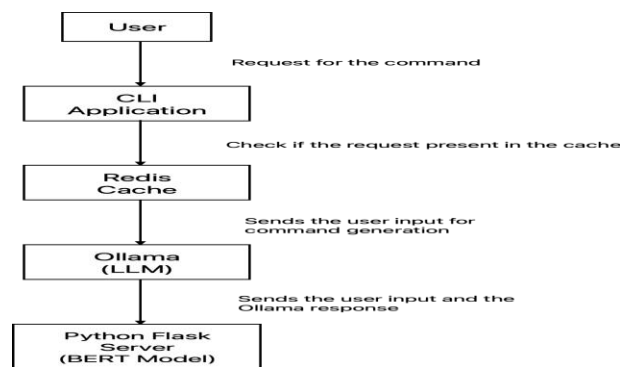 User
Request for the command
CLI
Application
Check if the request present in the cache
Redis
Cache
Sends the user input for
command generation
Ollama
(LLM)
Sends the user input and the
Ollama response
Python Flask
Server
(BERT Model)